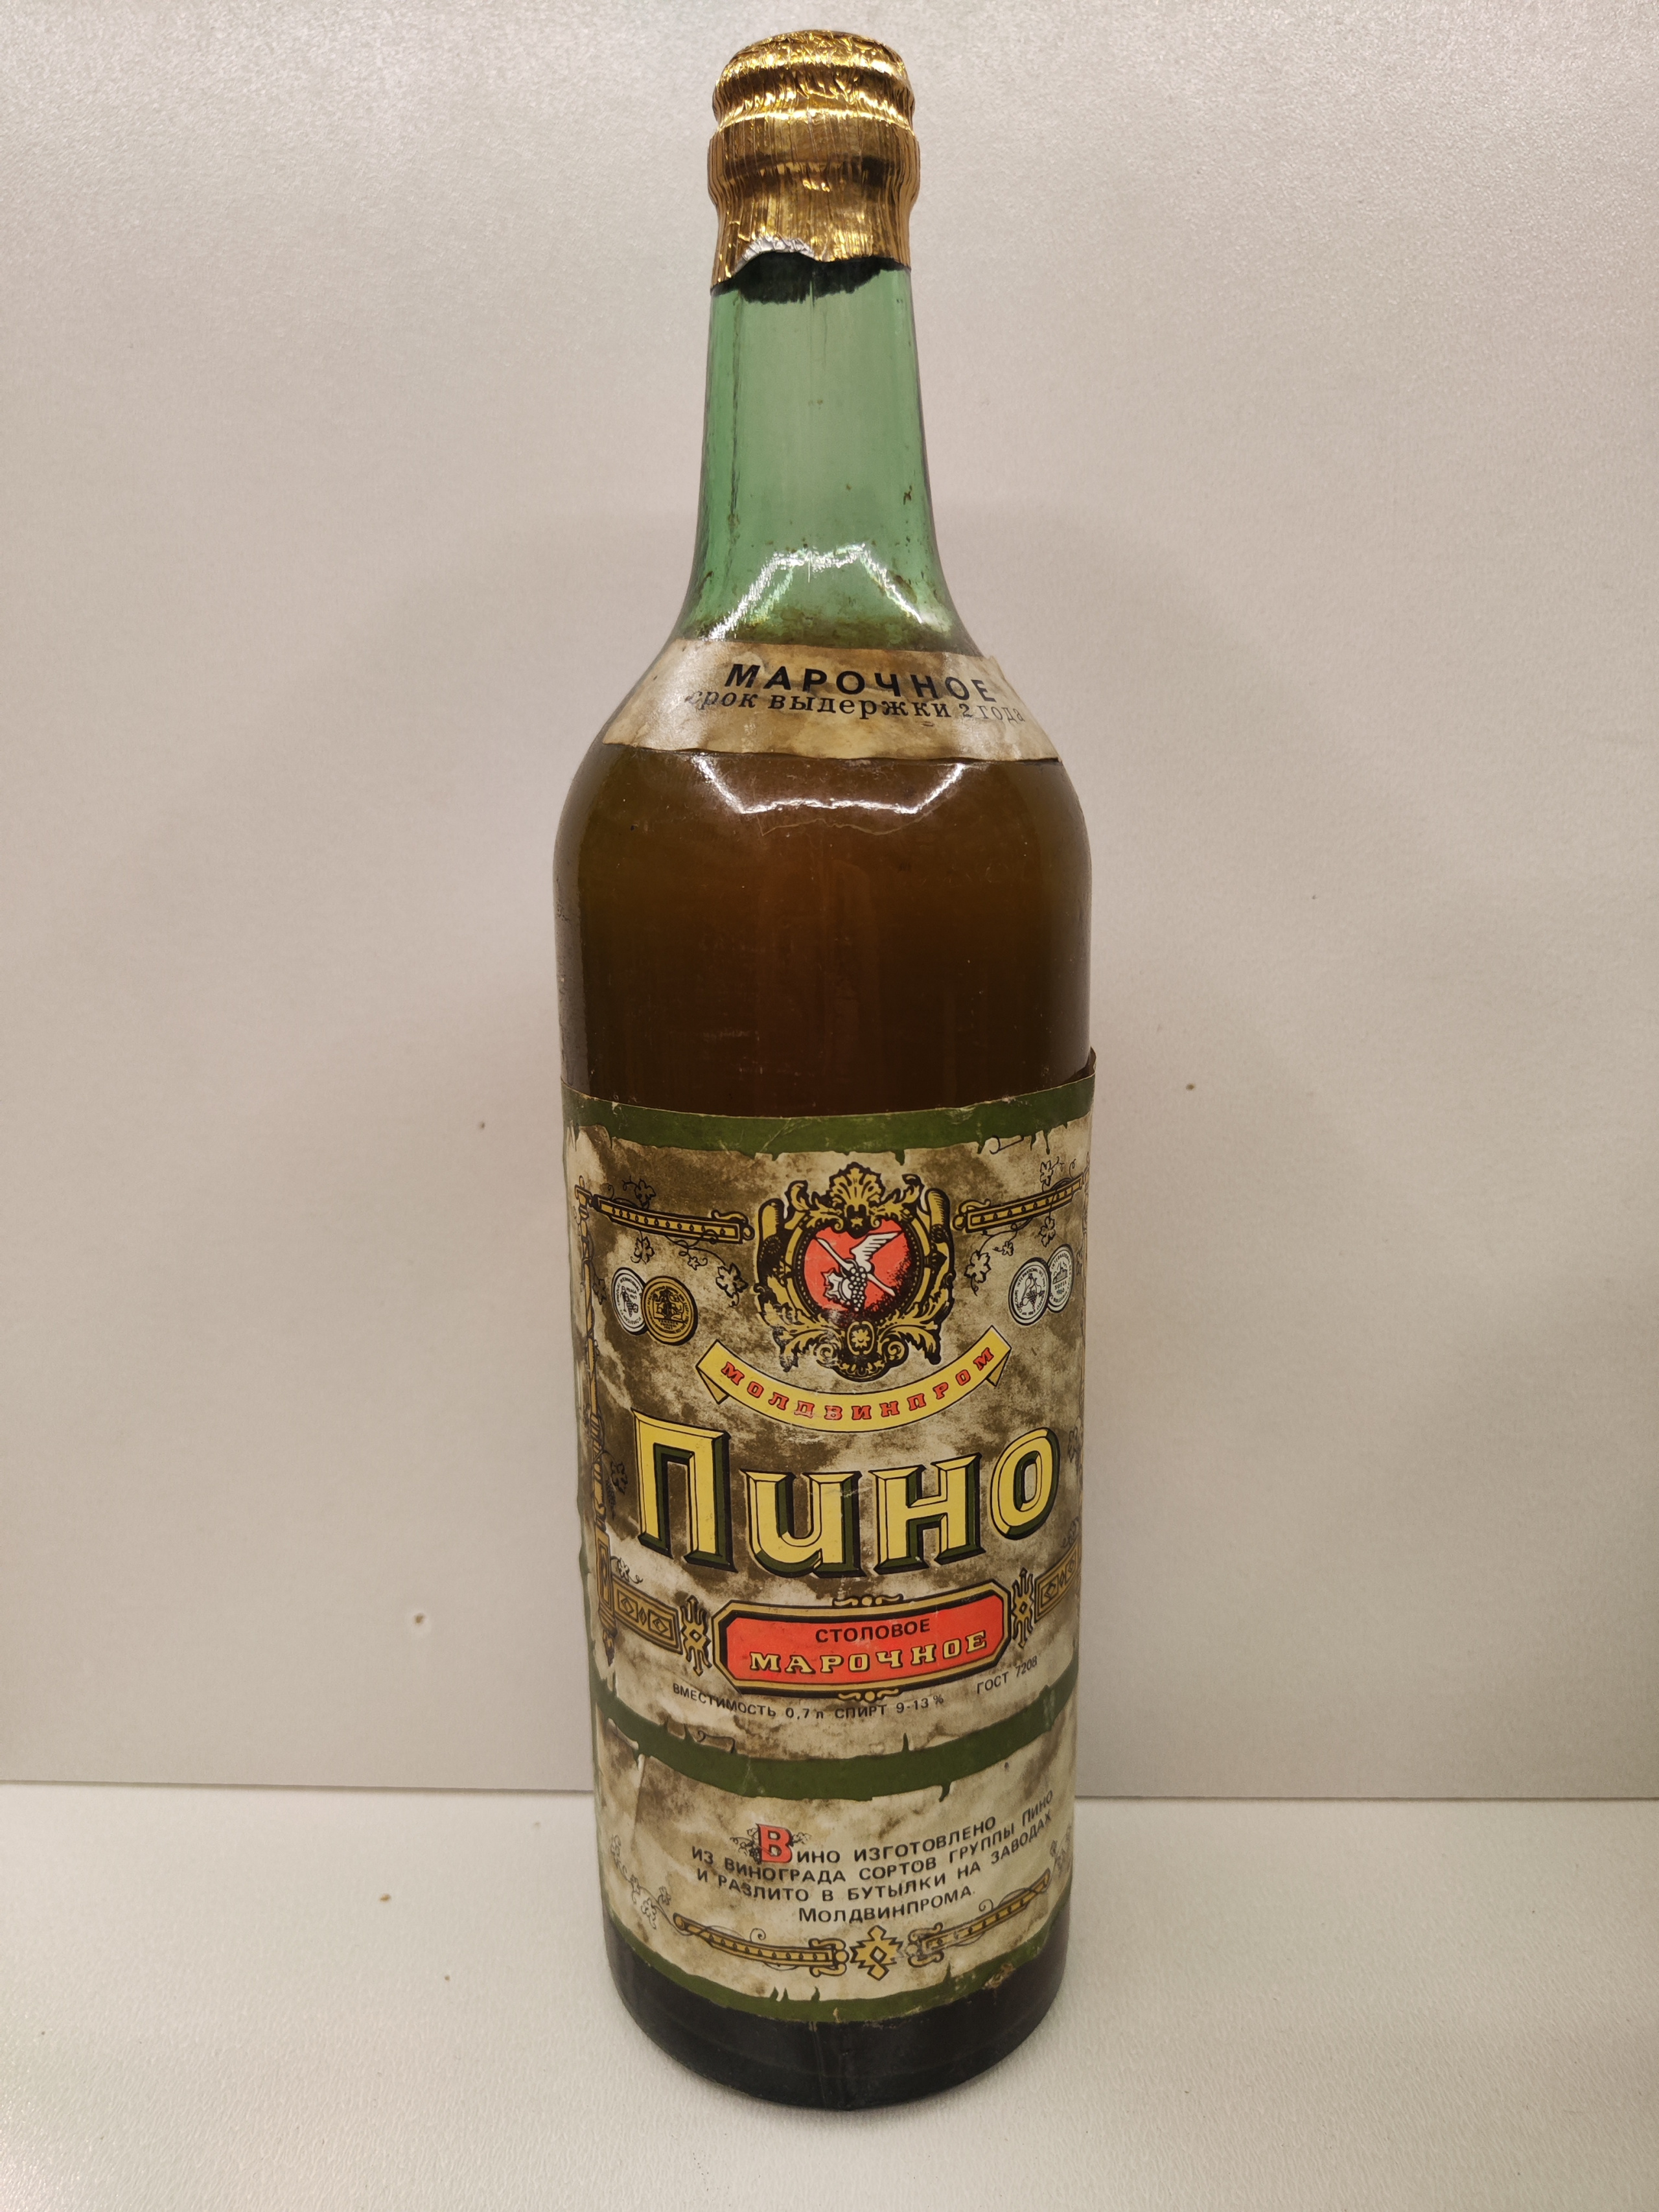 МАРОЧНОЕ
срок выдержки 2 года
МОЛДВИНПРОМ
Пино
СТОЛОВОЕ
МАРОЧНОЕ
ВМЕСТИМОСТЬ 0,7 л СПИРТ 9-13% ГОСТ 7208
Вино изготовлено
из винограда сортов группы Пино
и разлито в бутылки на заводах
Молдвинпрома.